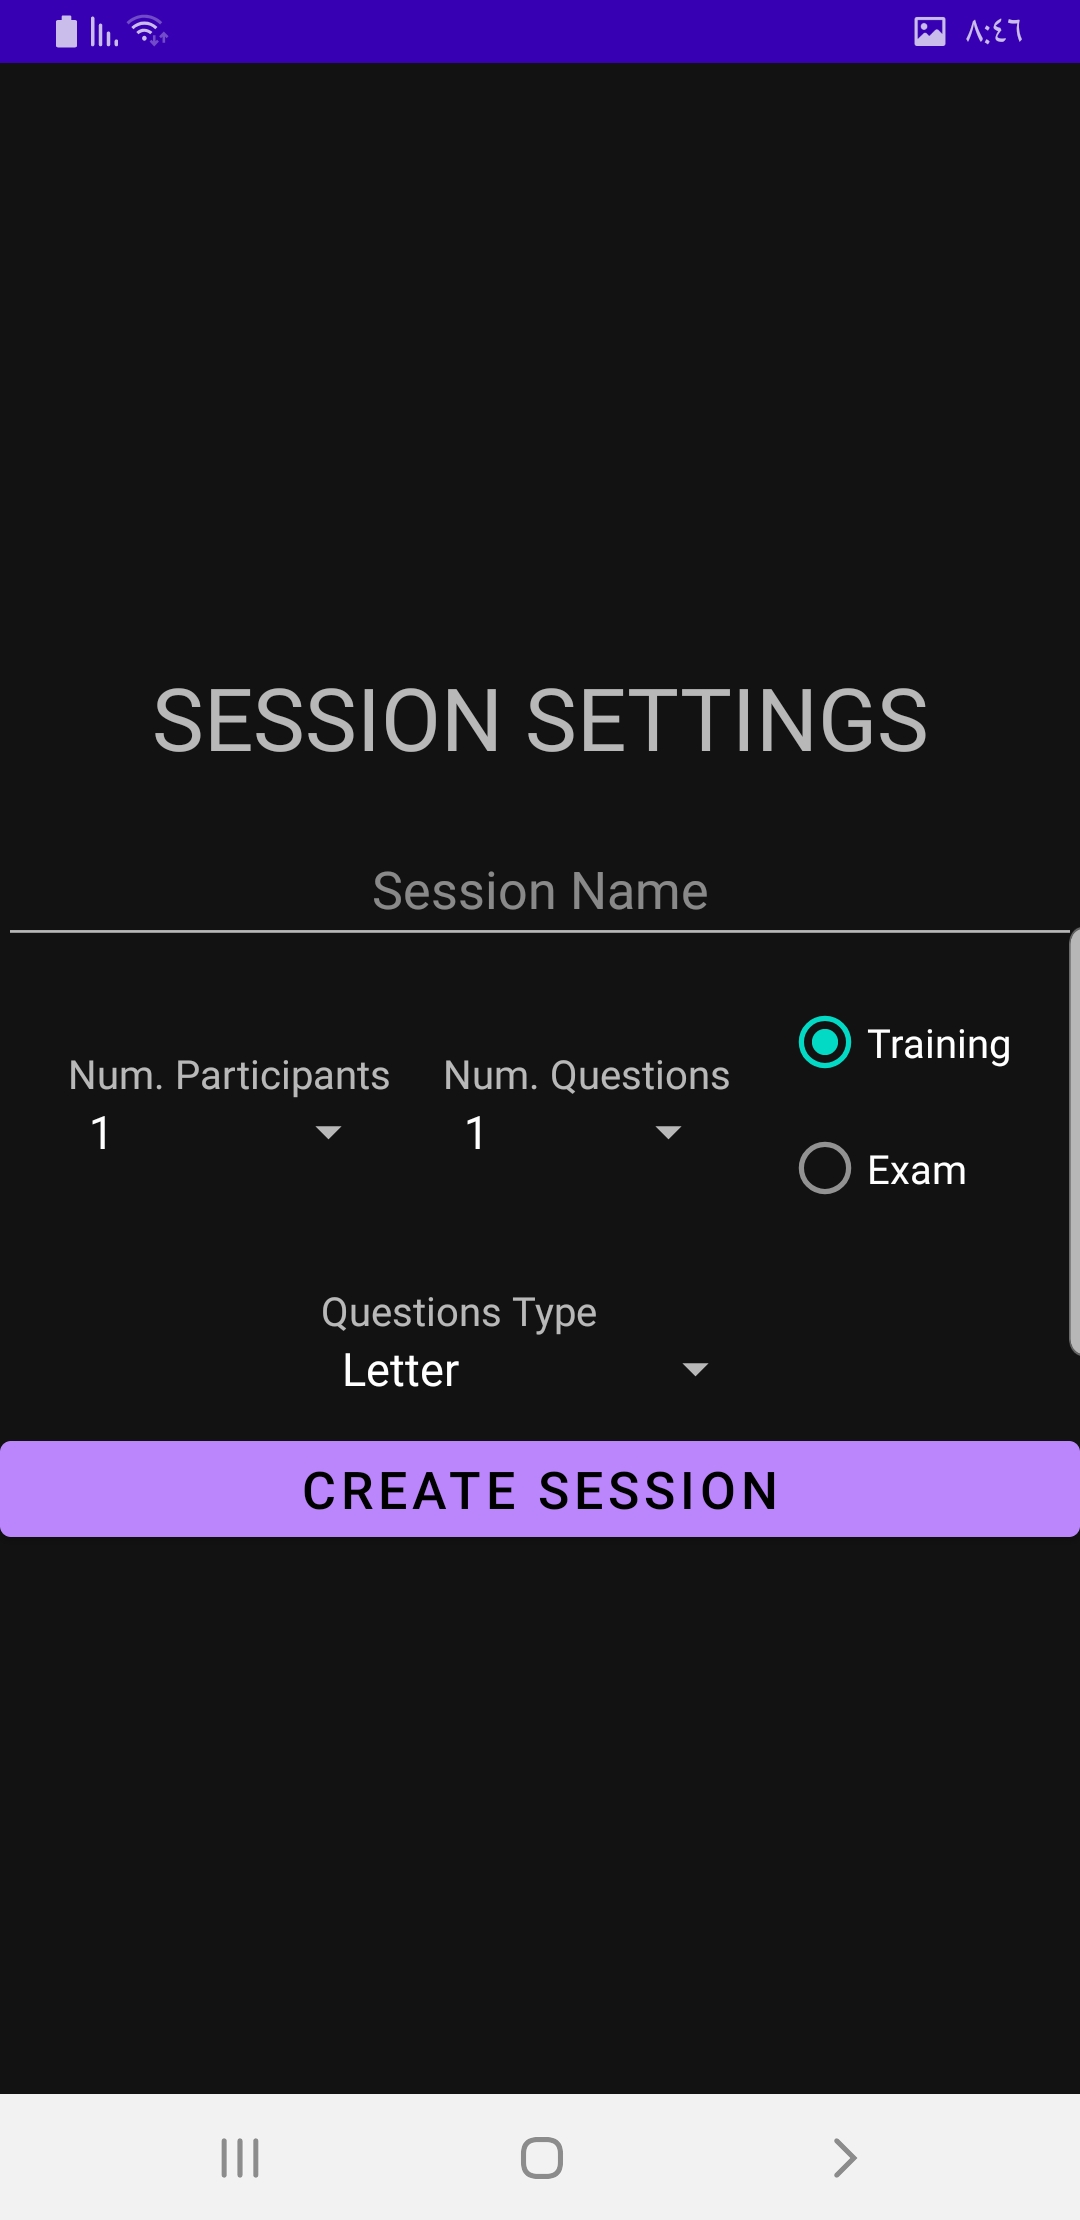 ٨:٤٦
SESSION SETTINGS
Session Name
Training
Num. Participants Num. Questions
1 1
Exam
Questions Type
Letter
CREATE SESSION